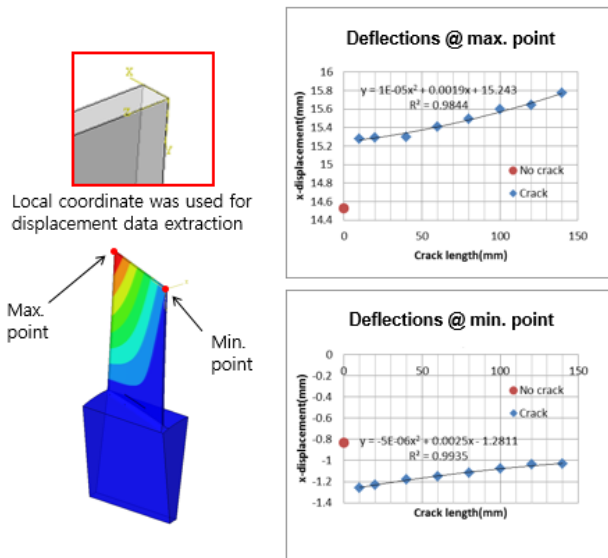 X
Local coordinate was used for
displacement data extraction
Max.
point
Min.
point
Deflections @ max. point
x-displacement(mm)
16
15.8
15.6
15.4
15.2
15
14.8
14.6
14.4
y = 1E-05x² + 0.0019x + 15.243
R² = 0.9844
No crack
Crack
0
50
100
150
Crack length(mm)
Deflections @ min. point
x-displacement(mm)
0
-0.2
-0.4
-0.6
-0.8
-1
-1.2
-1.4
0
50
100
150
No crack
Crack
y = -5E-06x² + 0.0025x - 1.2811
R² = 0.9935
Crack length(mm)